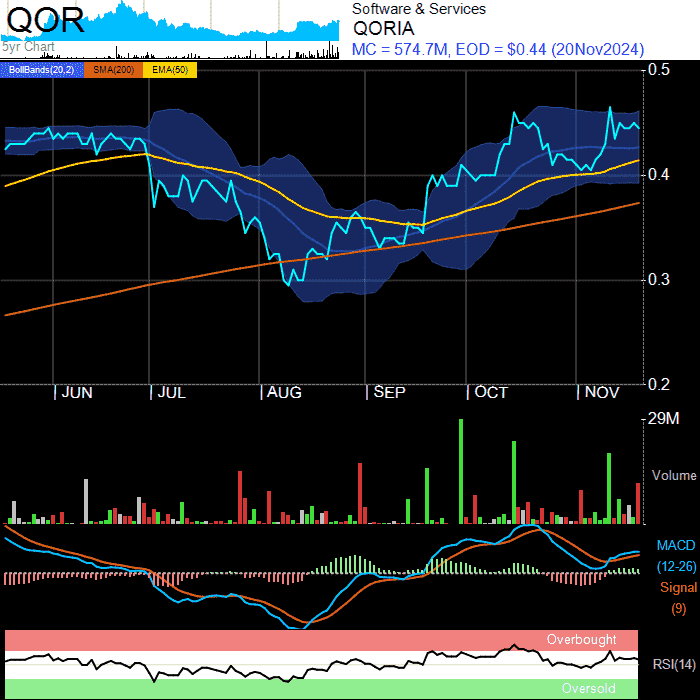 QOR
5yr Chart
Software & Services
QORIA
MC = 574.7M, EOD = $0.44 (20Nov2024)
BollBands(20,2) SMA(200) EMA(50)
0.5
0.4
0.3
0.2
JUN JUL AUG SEP OCT NOV
29M
Volume
MACD
(12-26)
Signal
(9)
Overbought
RSI(14)
Oversold